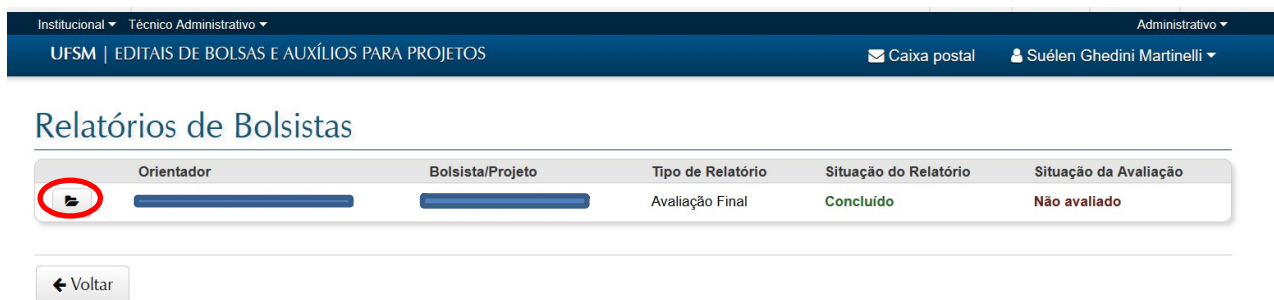 Institucional Técnico Administrativo Administrativo
UFSM | EDITAIS DE BOLSAS E AUXÍLIOS PARA PROJETOS Caixa postal Suélen Ghedini Martinelli
Relatórios de Bolsistas
Orientador Bolsista/Projeto Tipo de Relatório Situação do Relatório Situação da Avaliação
Avaliação Final Concluído Não avaliado
Voltar